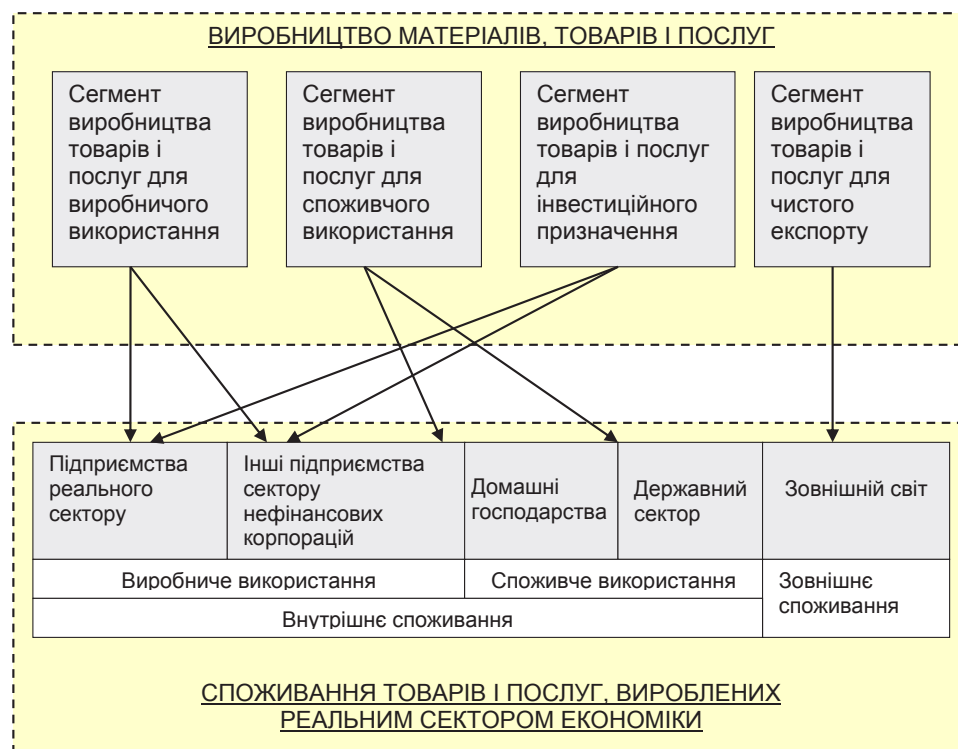 ВИРОБНИЦТВО МАТЕРІАЛІВ, ТОВАРІВ І ПОСЛУГ
Сегмент
виробництва
товарів і
послуг для
виробничого
використання
Сегмент
виробництва
товарів і
послуг для
споживчого
використання
Сегмент
виробництва
товарів і послуг
для
інвестиційного
призначення
Сегмент
виробництва
товарів і
послуг для
чистого
експорту
Підприємства
реального
сектору
Інші підприємства
сектору
нефінансових
корпорацій
Домашні
господарства
Державний
сектор
Зовнішній світ
Виробниче використання
Споживче використання
Зовнішнє
споживання
Внутрішнє споживання
СПОЖИВАННЯ ТОВАРІВ І ПОСЛУГ, ВИРОБЛЕНИХ
РЕАЛЬНИМ СЕКТОРОМ ЕКОНОМІКИ